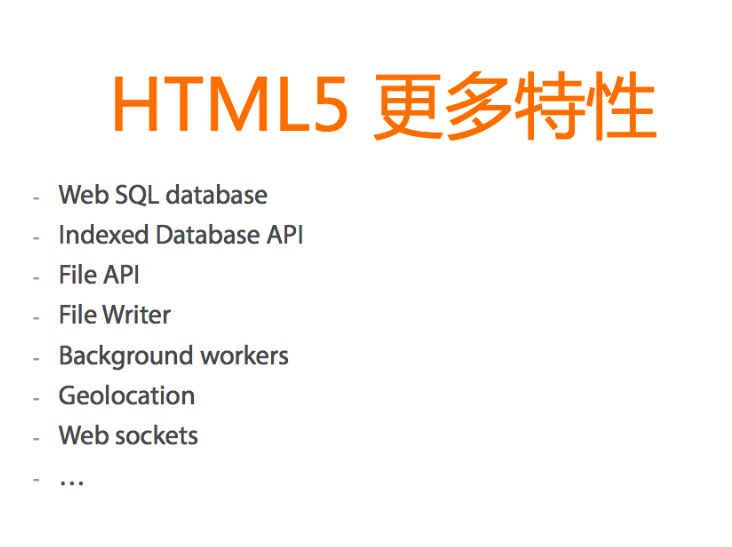 HTML5 更多特性
- Web SQL database
- Indexed Database API
- File API
- File Writer
- Background workers
- Geolocation
- Web sockets
- …